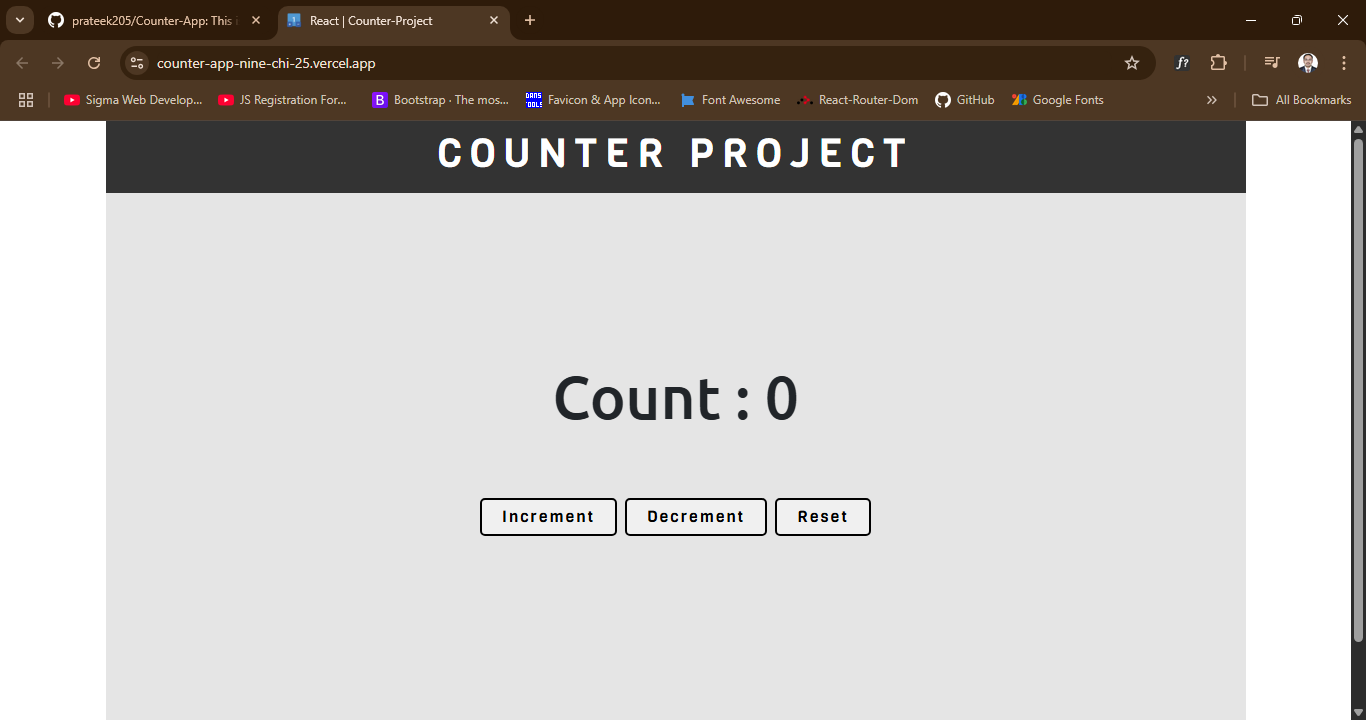 prateek205/Counter-App: This i
React | Counter-Project
counter-app-nine-chi-25.vercel.app
f?
Sigma Web Develop... JS Registration For... B Bootstrap · The mos... DANS TOOLS Favicon & App Icon... Font Awesome React-Router-Dom GitHub Google Fonts » All Bookmarks
COUNTER PROJECT
Count : 0
Increment Decrement Reset